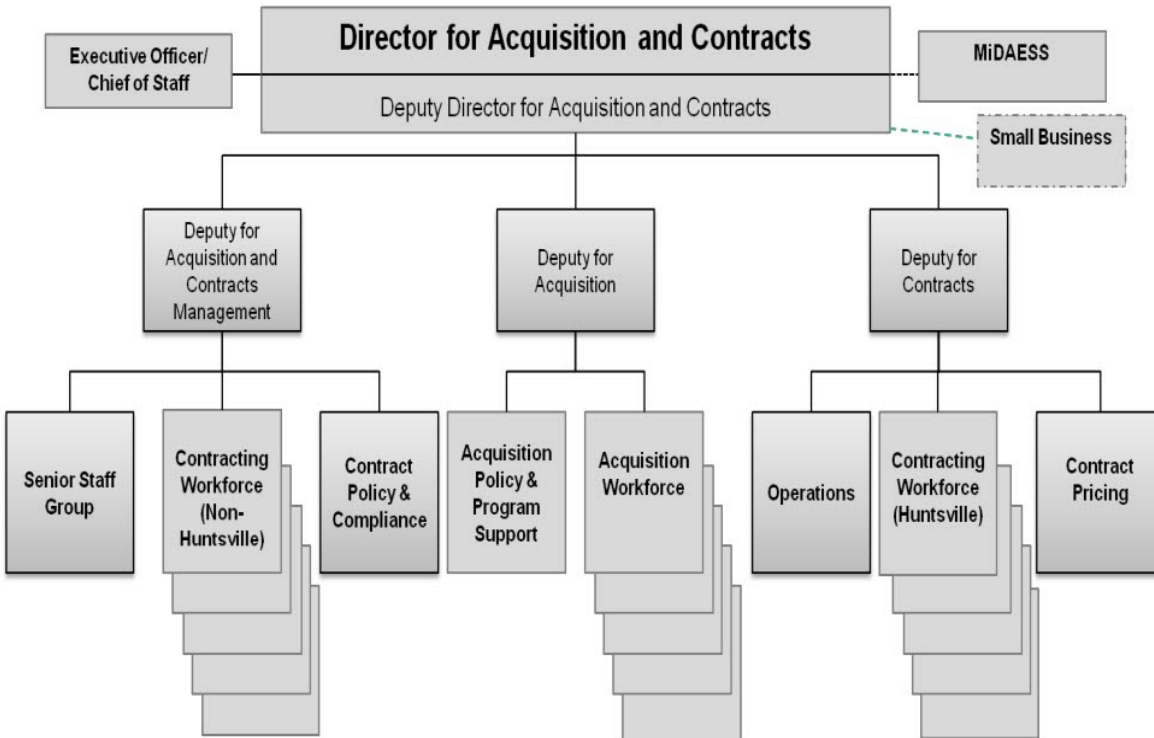 Director for Acquisition and Contracts
Executive Officer/
Chief of Staff
MiDAESS
Deputy Director for Acquisition and Contracts
Small Business
Deputy for
Acquisition and
Contracts
Management
Deputy for
Acquisition
Deputy for
Contracts
Senior Staff
Group
Contracting
Workforce
(Non-
Huntsville)
Contract
Policy &
Compliance
Acquisition
Policy &
Program
Support
Acquisition
Workforce
Operations
Contracting
Workforce
(Huntsville)
Contract
Pricing